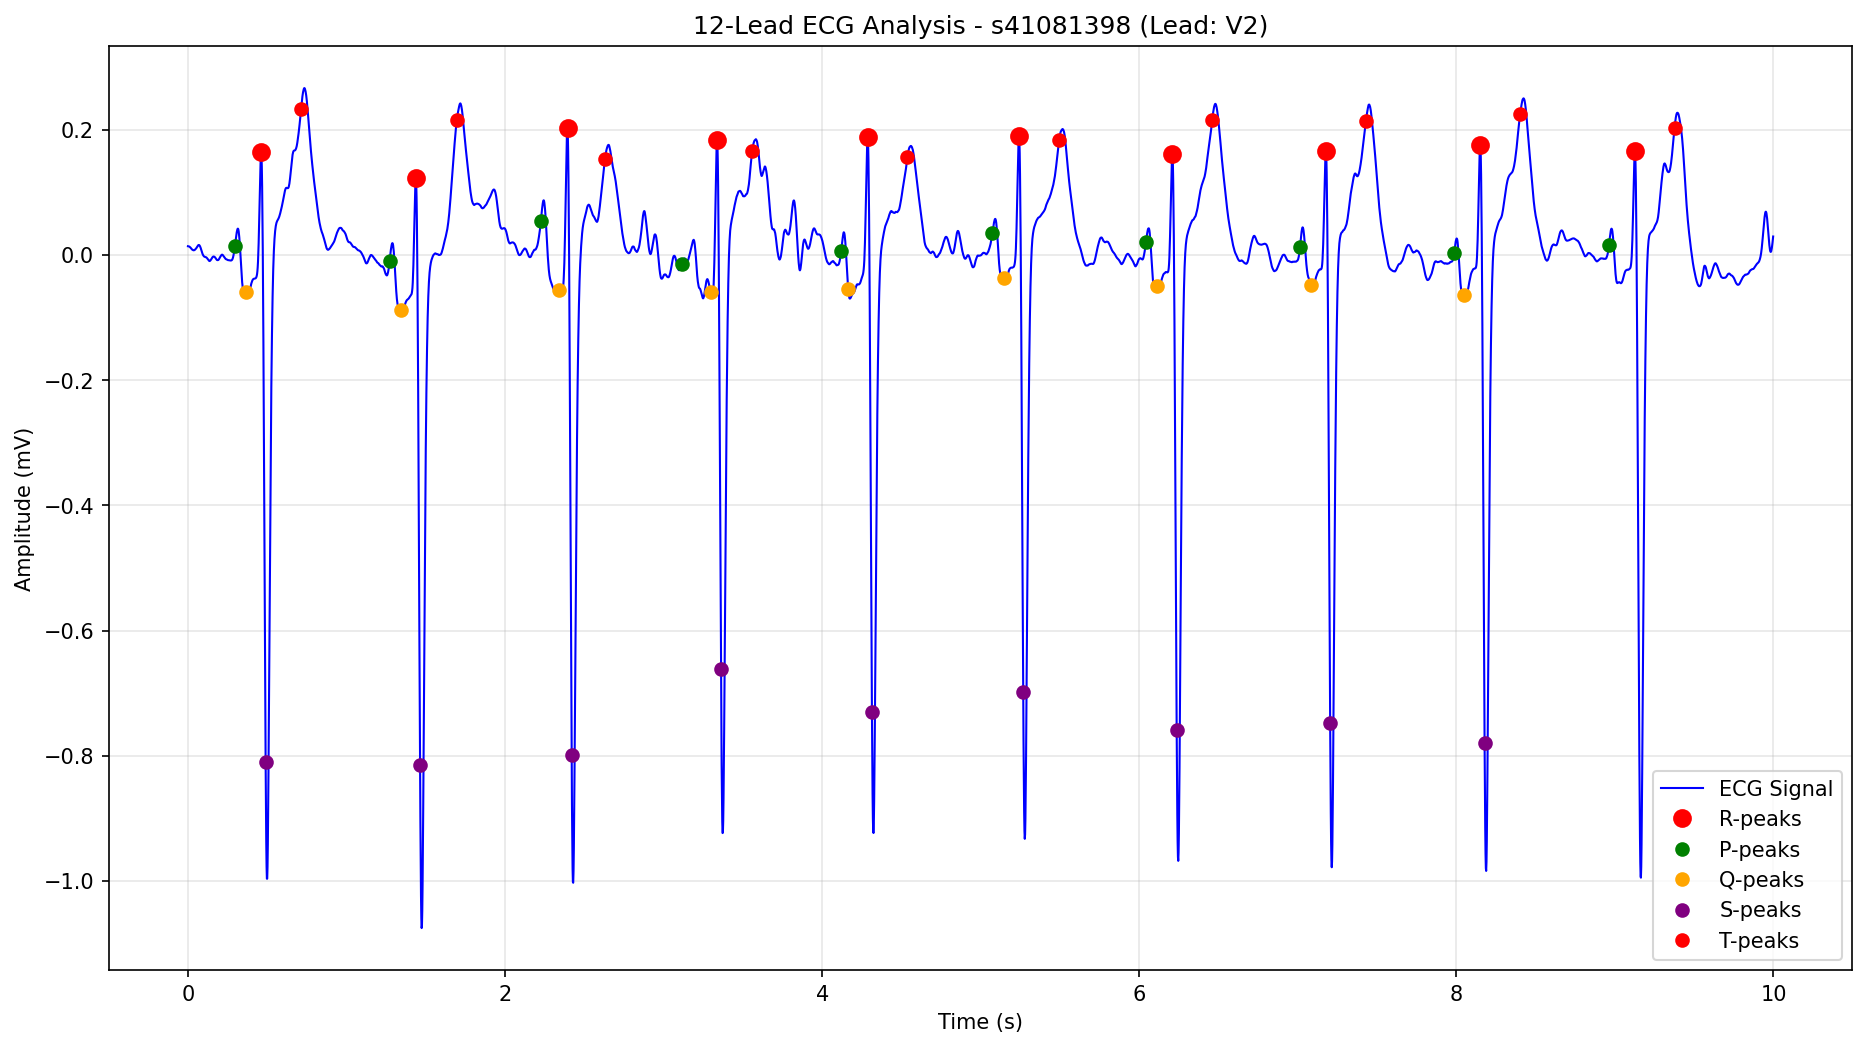 12-Lead ECG Analysis - s41081398 (Lead: V2)
Amplitude (mV)
0.2
0.0
−0.2
−0.4
−0.6
−0.8
−1.0
ECG Signal
R-peaks
P-peaks
Q-peaks
S-peaks
T-peaks
0 2 4 6 8 10
Time (s)